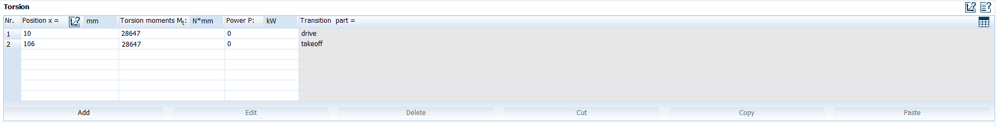 Torsion
Nr. Position x = mm Torsion moments Mt: N*mm Power P: kW Transition part =
1 10 28647 0 drive
2 106 28647 0 takeoff
Add Edit Delete Cut Copy Paste